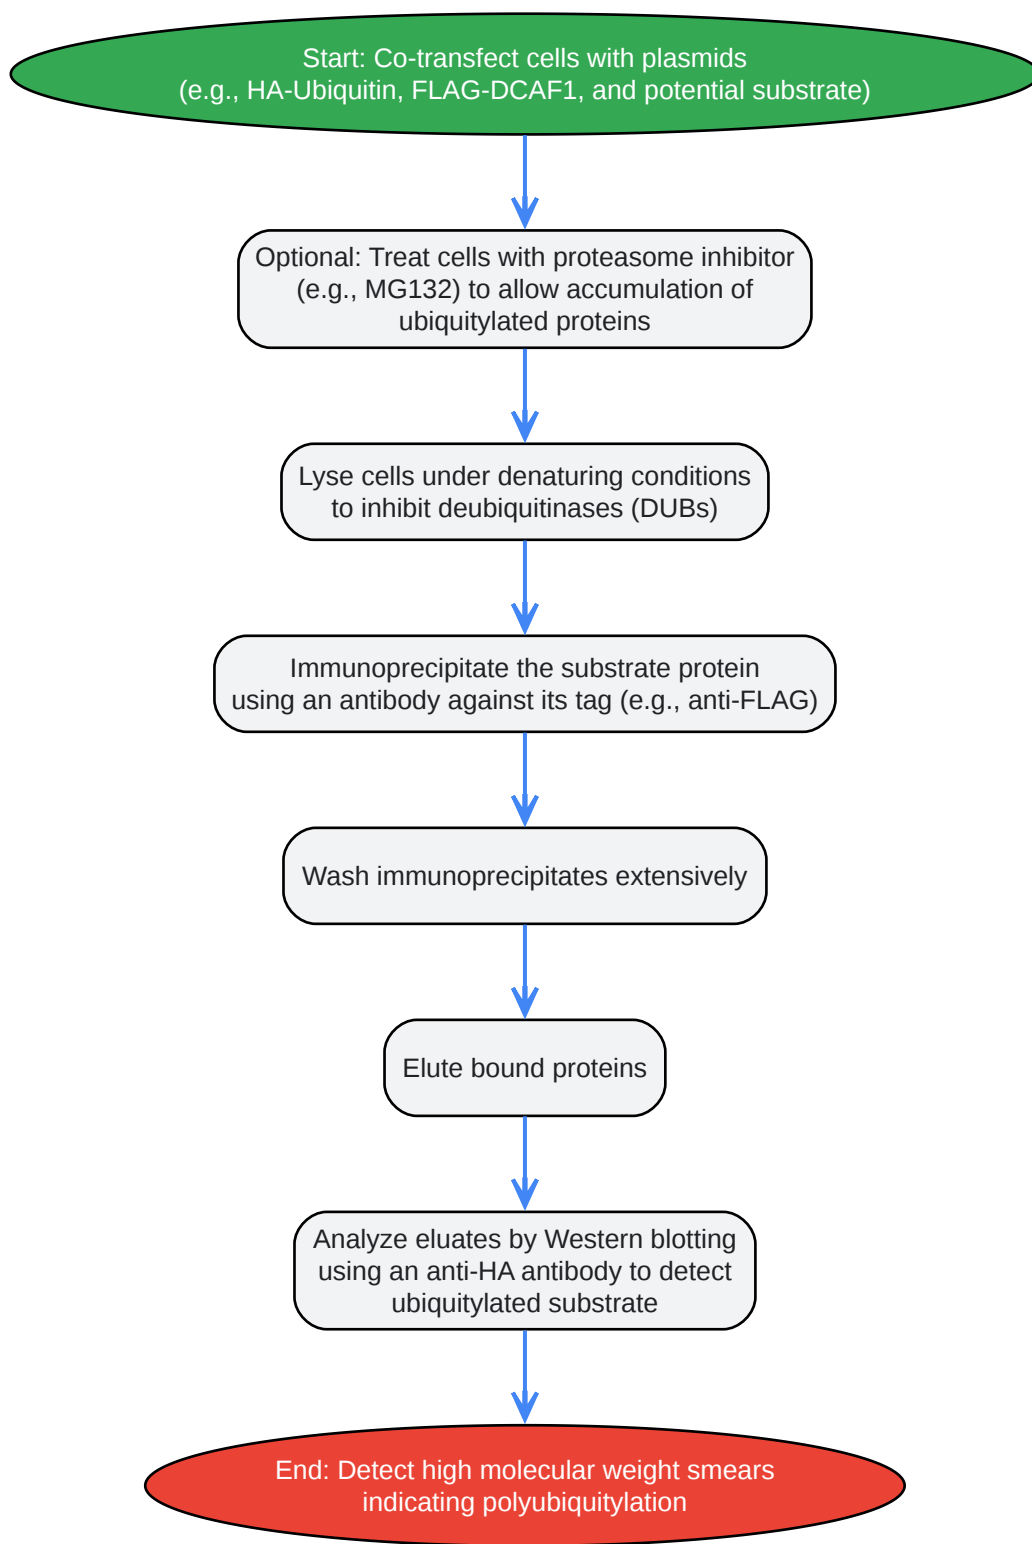 Start: Co-transfect cells with plasmids
(e.g., HA-Ubiquitin, FLAG-DCAF1, and potential substrate)
Optional: Treat cells with proteasome inhibitor
(e.g., MG132) to allow accumulation of
ubiquitylated proteins
Lyse cells under denaturing conditions
to inhibit deubiquitinases (DUBs)
Immunoprecipitate the substrate protein
using an antibody against its tag (e.g., anti-FLAG)
Wash immunoprecipitates extensively
Elute bound proteins
Analyze eluates by Western blotting
using an anti-HA antibody to detect
ubiquitylated substrate
End: Detect high molecular weight smears
indicating polyubiquitylation